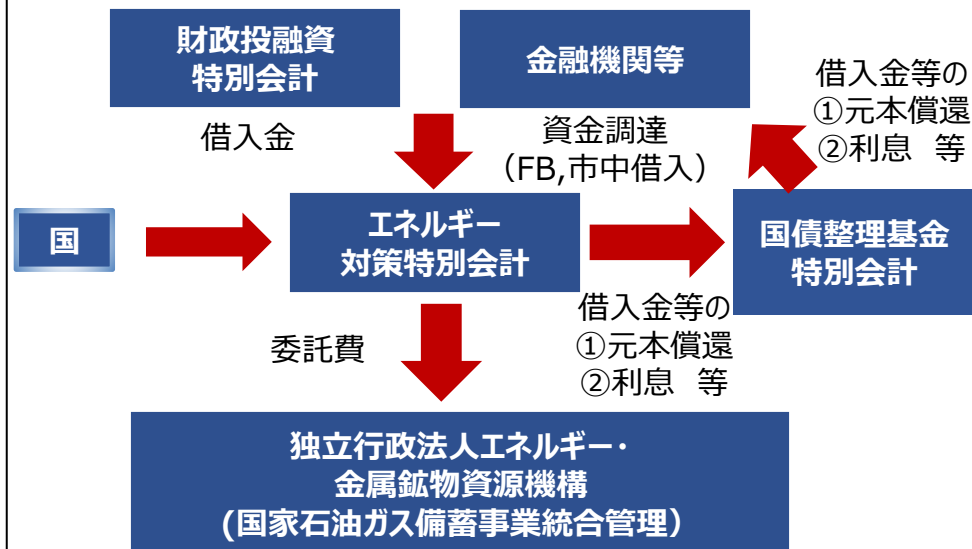 財政投融資
特別会計
金融機関等
借入金等の
①元本償還
②利息 等
借入金
資金調達
（FB,市中借入）
国
エネルギー
対策特別会計
国債整理基金
特別会計
委託費
借入金等の
①元本償還
②利息 等
独立行政法人エネルギー・
金属鉱物資源機構
(国家石油ガス備蓄事業統合管理）